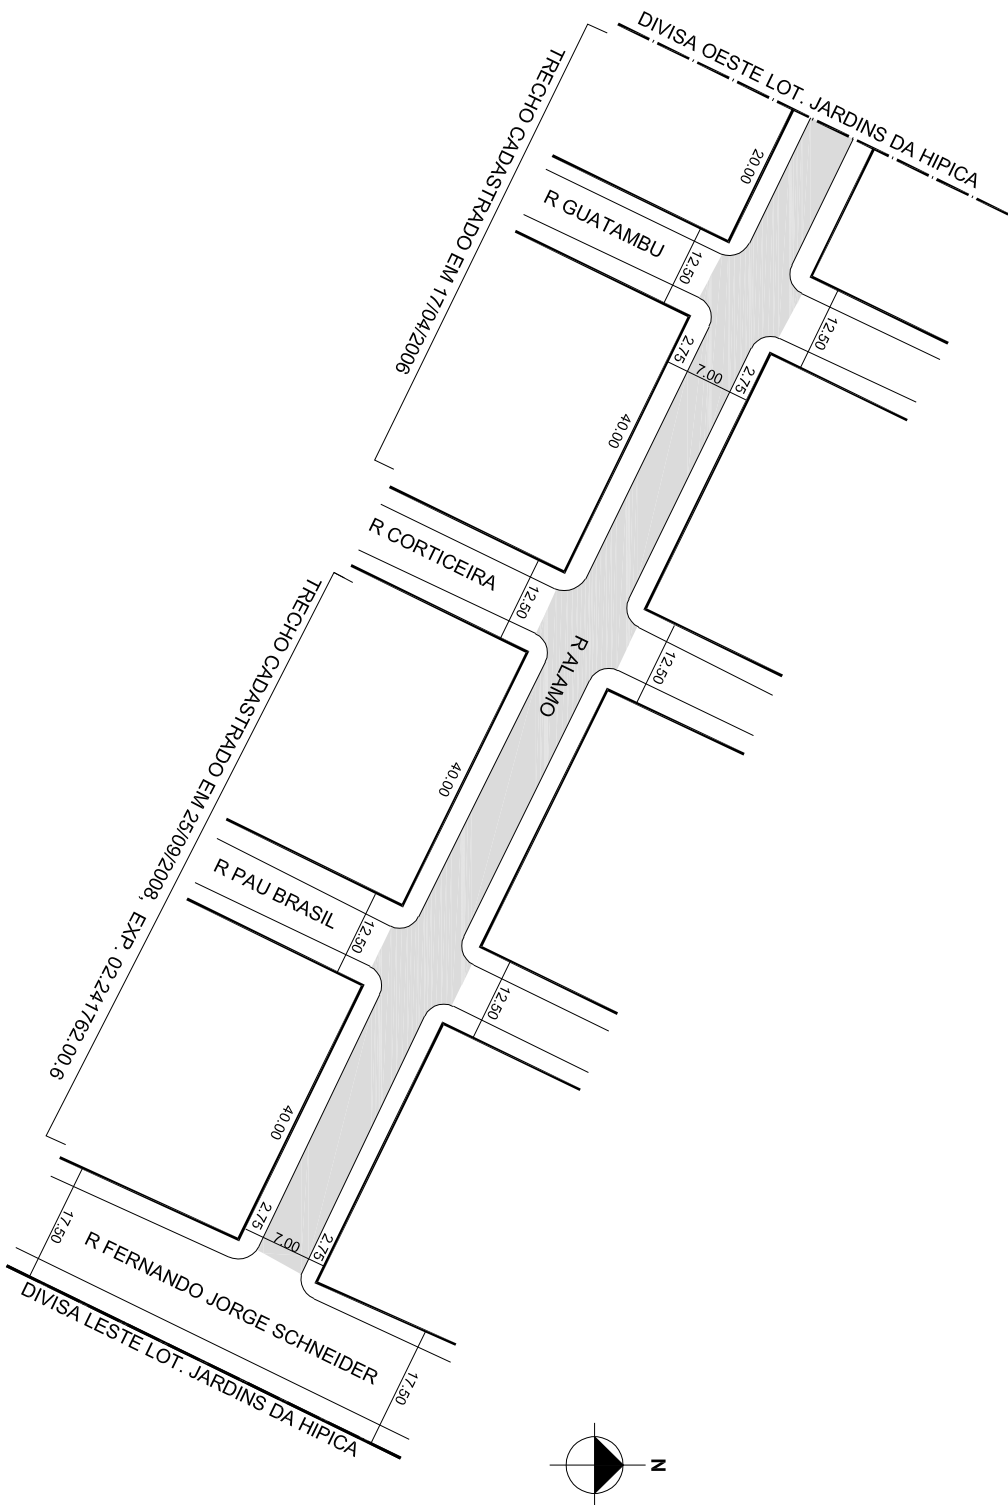 DIVISA OESTE LOT. JARDINS DA HIPICA
TRECHO CADASTRADO EM 17/04/2006
20.00
R GUATAMBU
12.50
12.50
2.75
7.00
2.75
40.00
R CORTICEIRA
12.50
12.50
R ALAMO
TRECHO CADASTRADO EM 25/09/2008, EXP. 02.241762.00.6
40.00
R PAU BRASIL
12.50
12.50
40.00
2.75
7.00
2.75
17.50
R FERNANDO JORGE SCHNEIDER
17.50
DIVISA LESTE LOT. JARDINS DA HIPICA
N